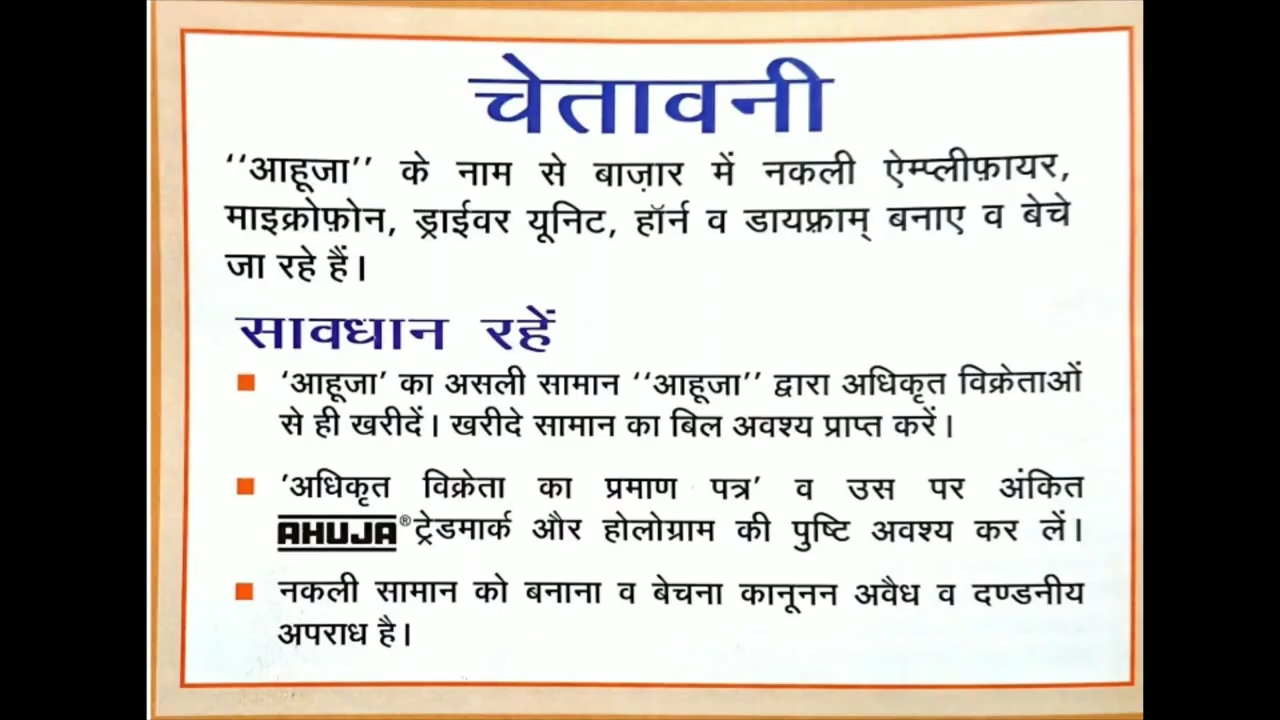 चेतावनी
‘‘आहूजा’’ के नाम से बाज़ार में नकली ऐम्प्लीफ़ायर,
माइक्रोफ़ोन, ड्राईवर यूनिट, हॉर्न व डायफ़्राम् बनाए व बेचे
जा रहे हैं।
सावधान रहें
‘आहूजा’ का असली सामान ‘‘आहूजा’’ द्वारा अधिकृत विक्रेताओं
से ही खरीदें। खरीदे सामान का बिल अवश्य प्राप्त करें।
’अधिकृत विक्रेता का प्रमाण पत्र’ व उस पर अंकित
AHUJA® ट्रेडमार्क और होलोग्राम की पुष्टि अवश्य कर लें।
नकली सामान को बनाना व बेचना कानूनन अवैध व दण्डनीय
अपराध है।